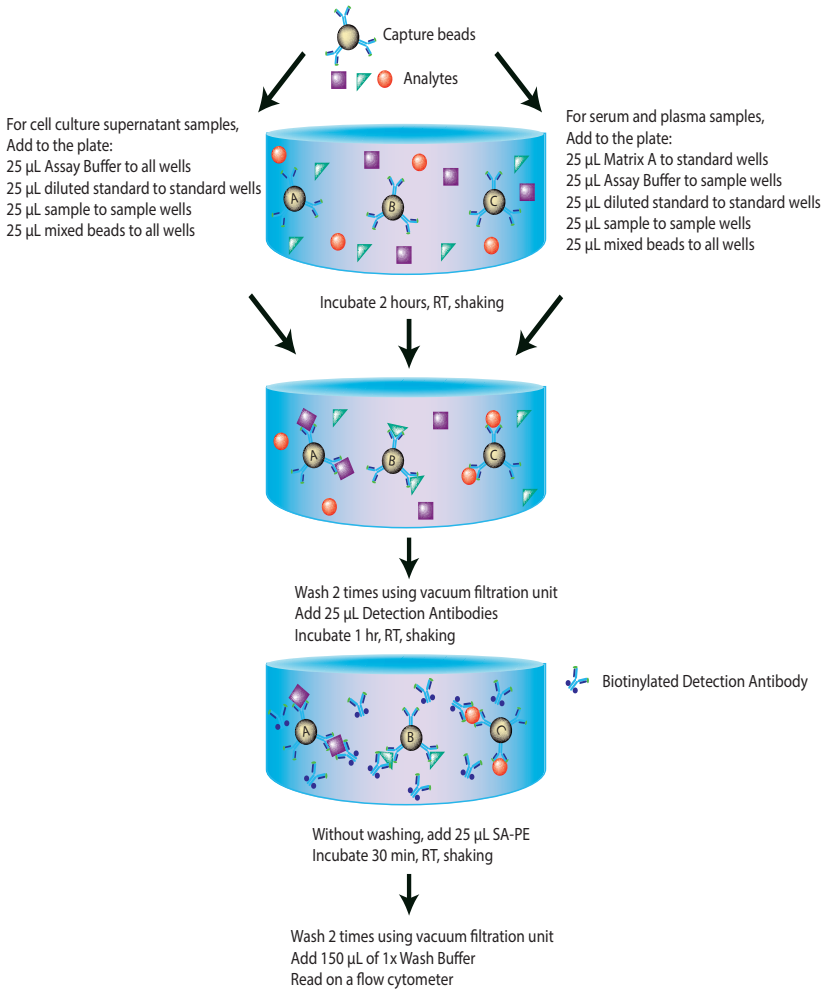 Capture beads
Analytes
For cell culture supernatant samples,
Add to the plate:
25 µL Assay Buffer to all wells
25 µL diluted standard to standard wells
25 µL sample to sample wells
25 µL mixed beads to all wells
For serum and plasma samples,
Add to the plate:
25 µL Matrix A to standard wells
25 µL Assay Buffer to sample wells
25 µL diluted standard to standard wells
25 µL sample to sample wells
25 µL mixed beads to all wells
A
B
C
Incubate 2 hours, RT, shaking
A
B
C
Wash 2 times using vacuum filtration unit
Add 25 µL Detection Antibodies
Incubate 1 hr, RT, shaking
Biotinylated Detection Antibody
A
B
C
Without washing, add 25 µL SA-PE
Incubate 30 min, RT, shaking
Wash 2 times using vacuum filtration unit
Add 150 µL of 1x Wash Buffer
Read on a flow cytometer